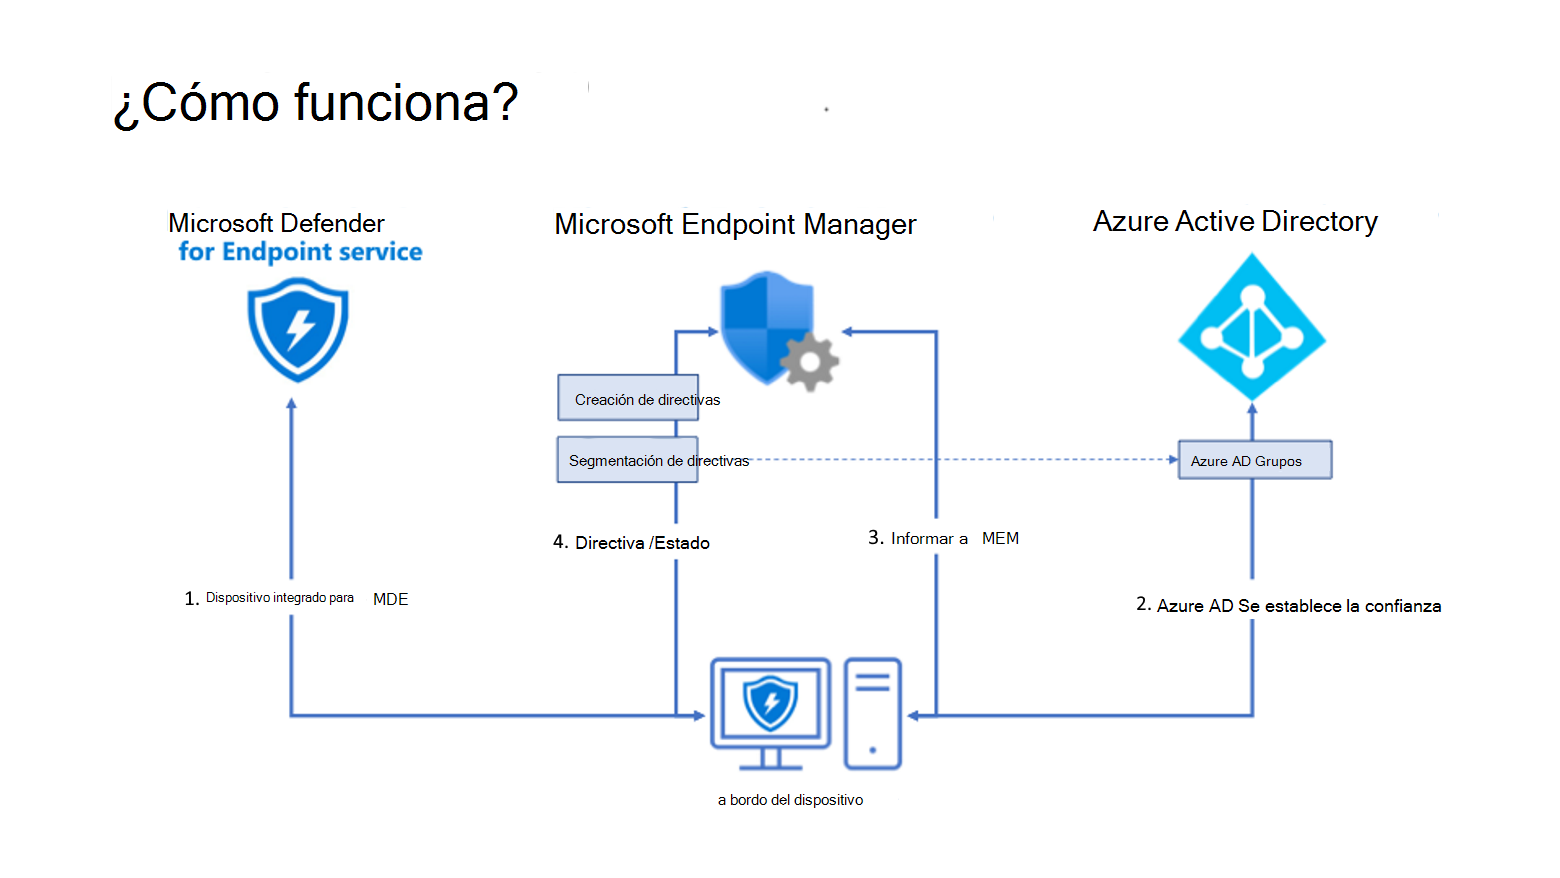 ¿Cómo funciona?
Microsoft Defender
for Endpoint service
Microsoft Endpoint Manager
Azure Active Directory
Creación de directivas
Segmentación de directivas
Azure AD Grupos
4. Directiva /Estado
3. Informar a MEM
1. Dispositivo integrado para MDE
2. Azure AD Se establece la confianza
a bordo del dispositivo